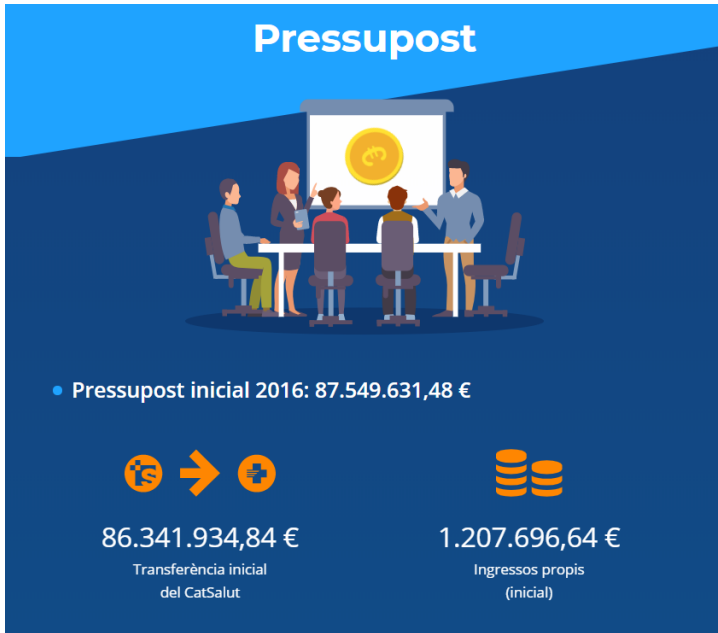 Pressupost
Pressupost inicial 2016: 87.549.631,48 €
86.341.934,84 €
Transferència inicial
del CatSalut
1.207.696,64 €
Ingressos propis
(inicial)